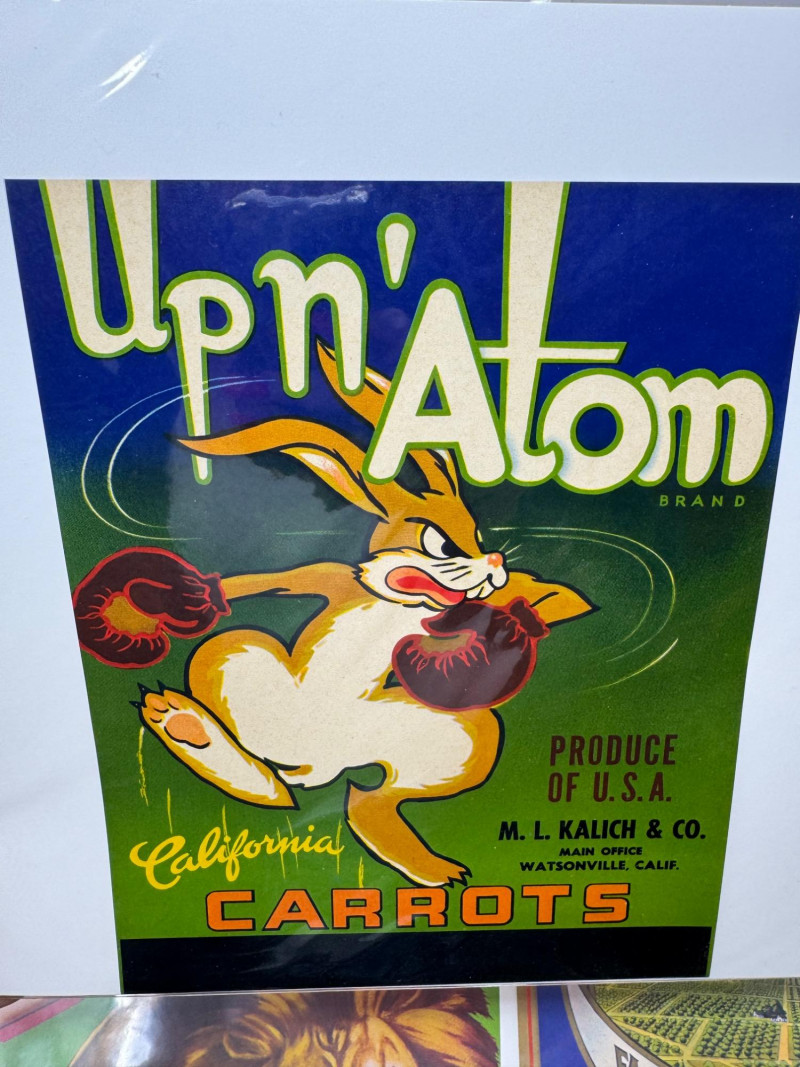 Up n' Atom
BRAND
PRODUCE
OF U.S.A.
M. L. KALICH & CO.
MAIN OFFICE
WATSONVILLE, CALIF.
California
CARROTS